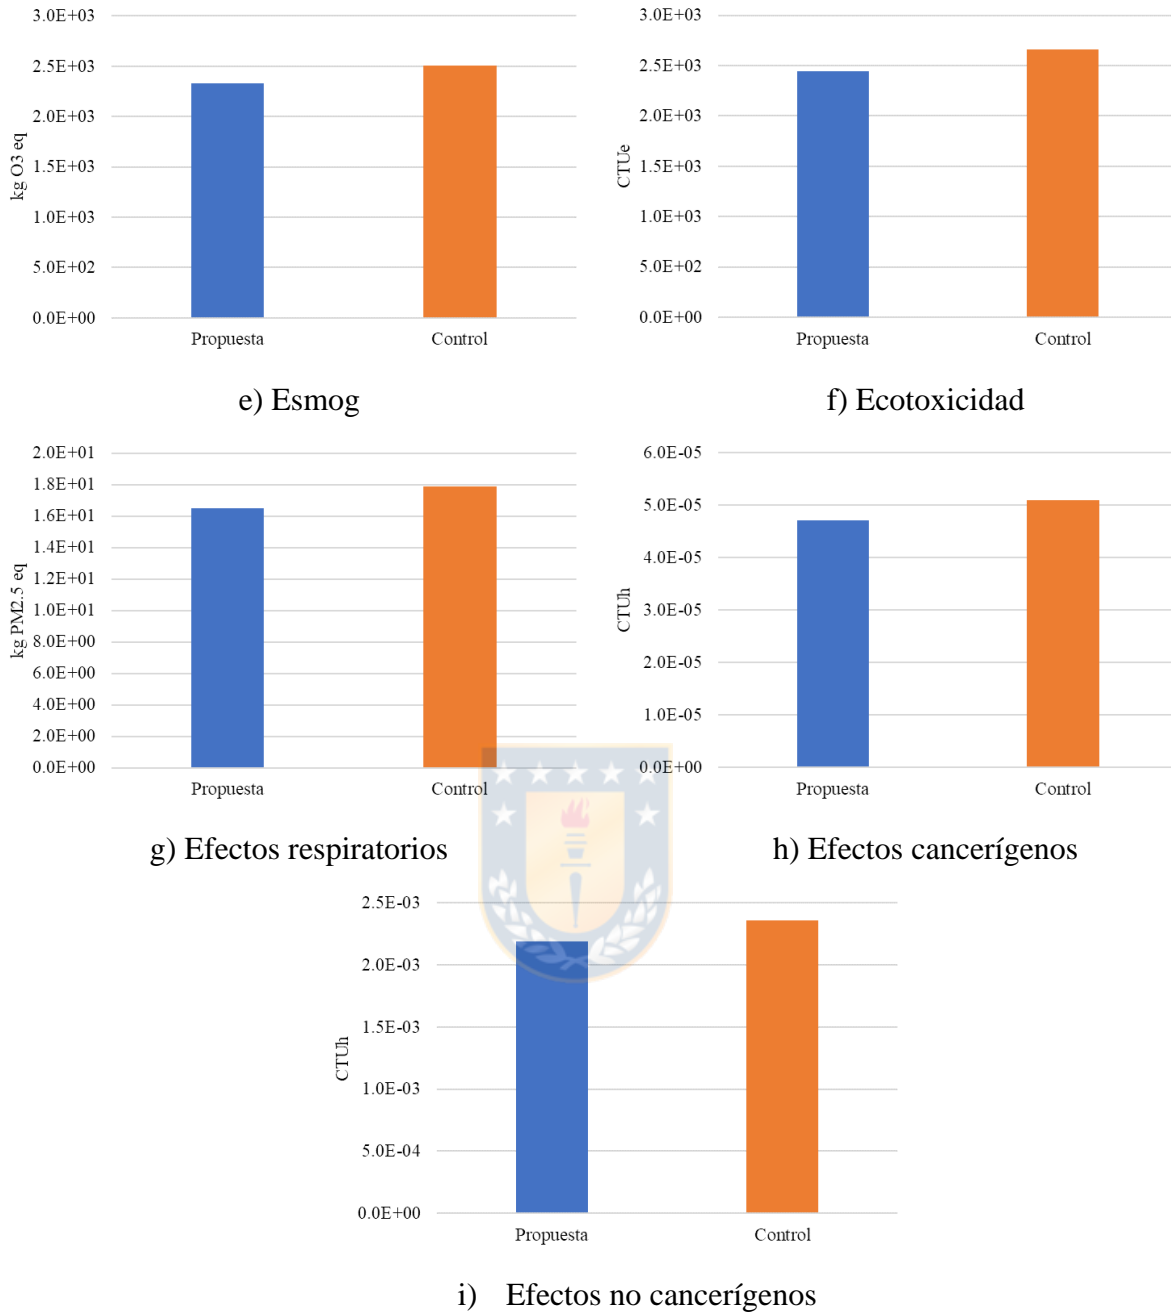 3.0E+03
2.5E+03
2.0E+03
1.5E+03
1.0E+03
5.0E+02
0.0E+00
kg O3 eq
Propuesta Control
e) Esmog
3.0E+03
2.5E+03
2.0E+03
1.5E+03
1.0E+03
5.0E+02
0.0E+00
CTUe
Propuesta Control
f) Ecotoxicidad
2.0E+01
1.8E+01
1.6E+01
1.4E+01
1.2E+01
1.0E+01
8.0E+00
6.0E+00
4.0E+00
2.0E+00
0.0E+00
kg PM2.5 eq
Propuesta Control
g) Efectos respiratorios
6.0E-05
5.0E-05
4.0E-05
3.0E-05
2.0E-05
1.0E-05
0.0E+00
CTUh
Propuesta Control
h) Efectos cancerígenos
2.5E-03
2.0E-03
1.5E-03
1.0E-03
5.0E-04
0.0E+00
CTUh
Propuesta Control
i) Efectos no cancerígenos